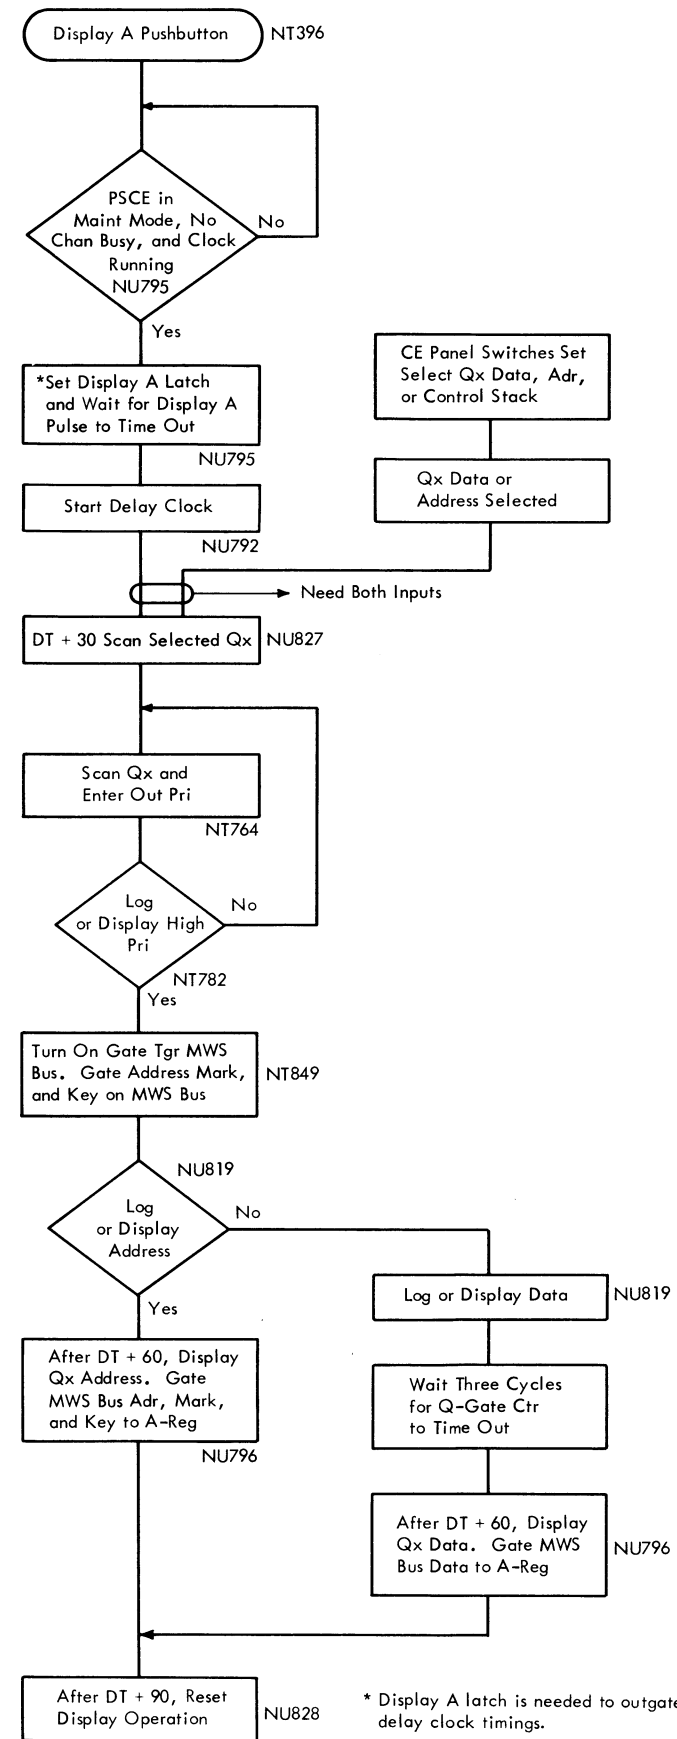 Display A Pushbutton
NT396
PSCE in
Maint Mode, No
Chan Busy, and Clock
Running
NU795
No
Yes
*Set Display A Latch
and Wait for Display A
Pulse to Time Out
NU795
CE Panel Switches Set
Select Qx Data, Adr,
or Control Stack
Start Delay Clock
NU792
Qx Data or
Address Selected
Need Both Inputs
DT + 30 Scan Selected Qx
NU827
Scan Qx and
Enter Out Pri
NT764
Log
or Display High
Pri
No
NT782
Yes
Turn On Gate Tgr MWS
Bus. Gate Address Mark,
and Key on MWS Bus
NT849
NU819
Log
or Display
Address
No
Yes
Log or Display Data
NU819
After DT + 60, Display
Qx Address. Gate
MWS Bus Adr, Mark,
and Key to A-Reg
NU796
Wait Three Cycles
for Q-Gate Ctr
to Time Out
After DT + 60, Display
Qx Data. Gate MWS
Bus Data to A-Reg
NU796
After DT + 90, Reset
Display Operation
NU828
* Display A latch is needed to outgate
delay clock timings.